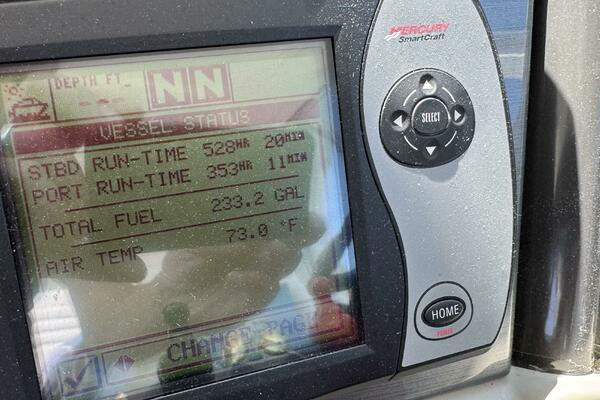 MERCURY
SmartCraft
DEPTH FT
---
N N
VESSEL STATUS
STBD RUN-TIME 528HR 20MIN
PORT RUN-TIME 353HR 11MIN
TOTAL FUEL 233.2 GAL
AIR TEMP 73.0 °F
CHANGE PAGE
SELECT
HOME
POWER